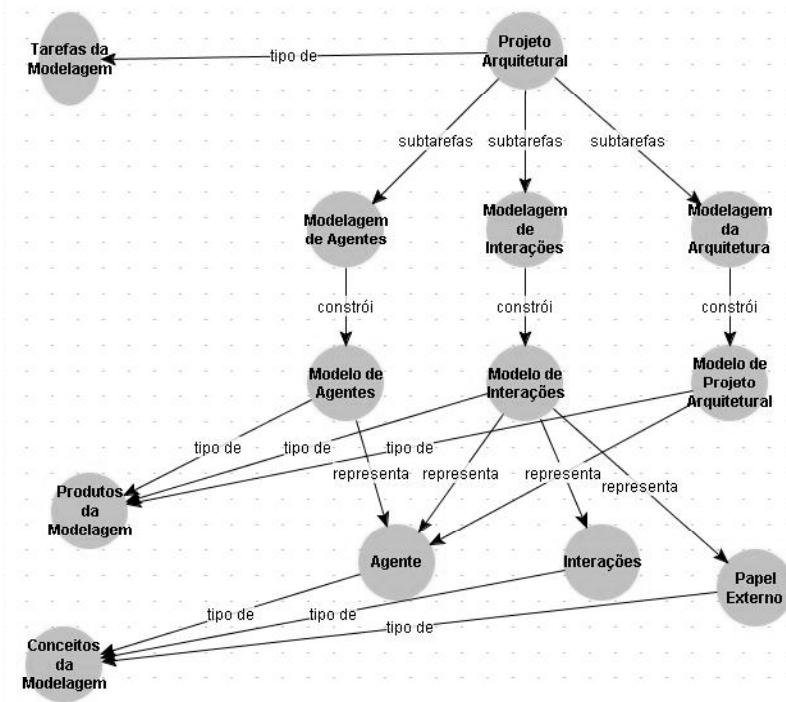 Tarefas da
Modelagem
tipo de
Projeto
Arquitetural
subtarefas
subtarefas
subtarefas
Modelagem
de Agentes
Modelagem
de
Interações
Modelagem
da
Arquitetura
constrói
constrói
constrói
Modelo de
Agentes
Modelo de
Interações
Modelo de
Projeto
Arquitetural
tipo de
tipo de
tipo de
representa
representa
representa
representa
Produtos
da
Modelagem
Agente
Interações
Papel
Externo
tipo de
tipo de
tipo de
Conceitos
da
Modelagem